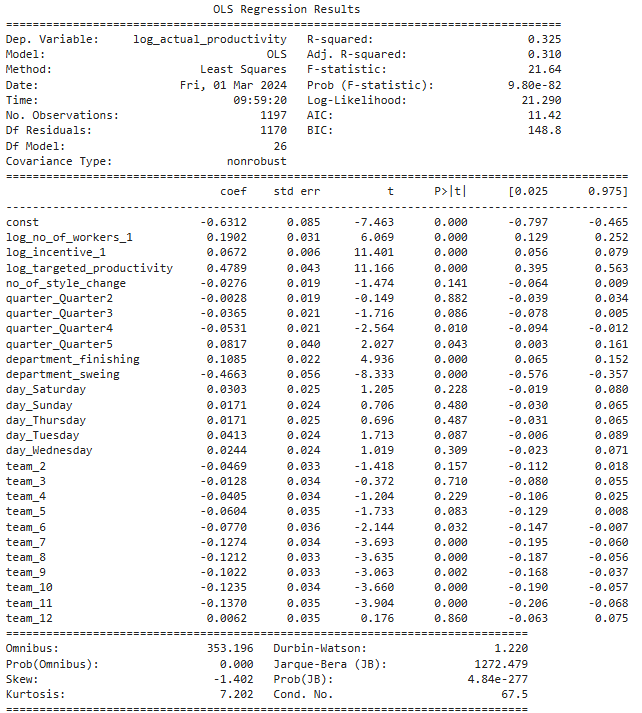 OLS Regression Results
==============================================================================
Dep. Variable: log_actual_productivity R-squared: 0.325
Model: OLS Adj. R-squared: 0.310
Method: Least Squares F-statistic: 21.64
Date: Fri, 01 Mar 2024 Prob (F-statistic): 9.80e-82
Time: 09:59:20 Log-Likelihood: 21.290
No. Observations: 1197 AIC: 11.42
Df Residuals: 1170 BIC: 148.8
Df Model: 26
Covariance Type: nonrobust
==============================================================================
coef std err t P>|t| [0.025 0.975]
------------------------------------------------------------------------------
const -0.6312 0.085 -7.463 0.000 -0.797 -0.465
log_no_of_workers_1 0.1902 0.031 6.069 0.000 0.129 0.252
log_incentive_1 0.0672 0.006 11.401 0.000 0.056 0.079
log_targeted_productivity 0.4789 0.043 11.166 0.000 0.395 0.563
no_of_style_change -0.0276 0.019 -1.474 0.141 -0.064 0.009
quarter_Quarter2 -0.0028 0.019 -0.149 0.882 -0.039 0.034
quarter_Quarter3 -0.0365 0.021 -1.716 0.086 -0.078 0.005
quarter_Quarter4 -0.0531 0.021 -2.564 0.010 -0.094 -0.012
quarter_Quarter5 0.0817 0.040 2.027 0.043 0.003 0.161
department_finishing 0.1085 0.022 4.936 0.000 0.065 0.152
department_sweing -0.4663 0.056 -8.333 0.000 -0.576 -0.357
day_Saturday 0.0303 0.025 1.205 0.228 -0.019 0.080
day_Sunday 0.0171 0.024 0.706 0.480 -0.030 0.065
day_Thursday 0.0171 0.025 0.696 0.487 -0.031 0.065
day_Tuesday 0.0413 0.024 1.713 0.087 -0.006 0.089
day_Wednesday 0.0244 0.024 1.019 0.309 -0.023 0.071
team_2 -0.0469 0.033 -1.418 0.157 -0.112 0.018
team_3 -0.0128 0.034 -0.372 0.710 -0.080 0.055
team_4 -0.0405 0.034 -1.204 0.229 -0.106 0.025
team_5 -0.0604 0.035 -1.733 0.083 -0.129 0.008
team_6 -0.0770 0.036 -2.144 0.032 -0.147 -0.007
team_7 -0.1274 0.034 -3.693 0.000 -0.195 -0.060
team_8 -0.1212 0.033 -3.635 0.000 -0.187 -0.056
team_9 -0.1022 0.033 -3.063 0.002 -0.168 -0.037
team_10 -0.1235 0.034 -3.660 0.000 -0.190 -0.057
team_11 -0.1370 0.035 -3.904 0.000 -0.206 -0.068
team_12 0.0062 0.035 0.176 0.860 -0.063 0.075
==============================================================================
Omnibus: 353.196 Durbin-Watson: 1.220
Prob(Omnibus): 0.000 Jarque-Bera (JB): 1272.479
Skew: -1.402 Prob(JB): 4.84e-277
Kurtosis: 7.202 Cond. No. 67.5
==============================================================================